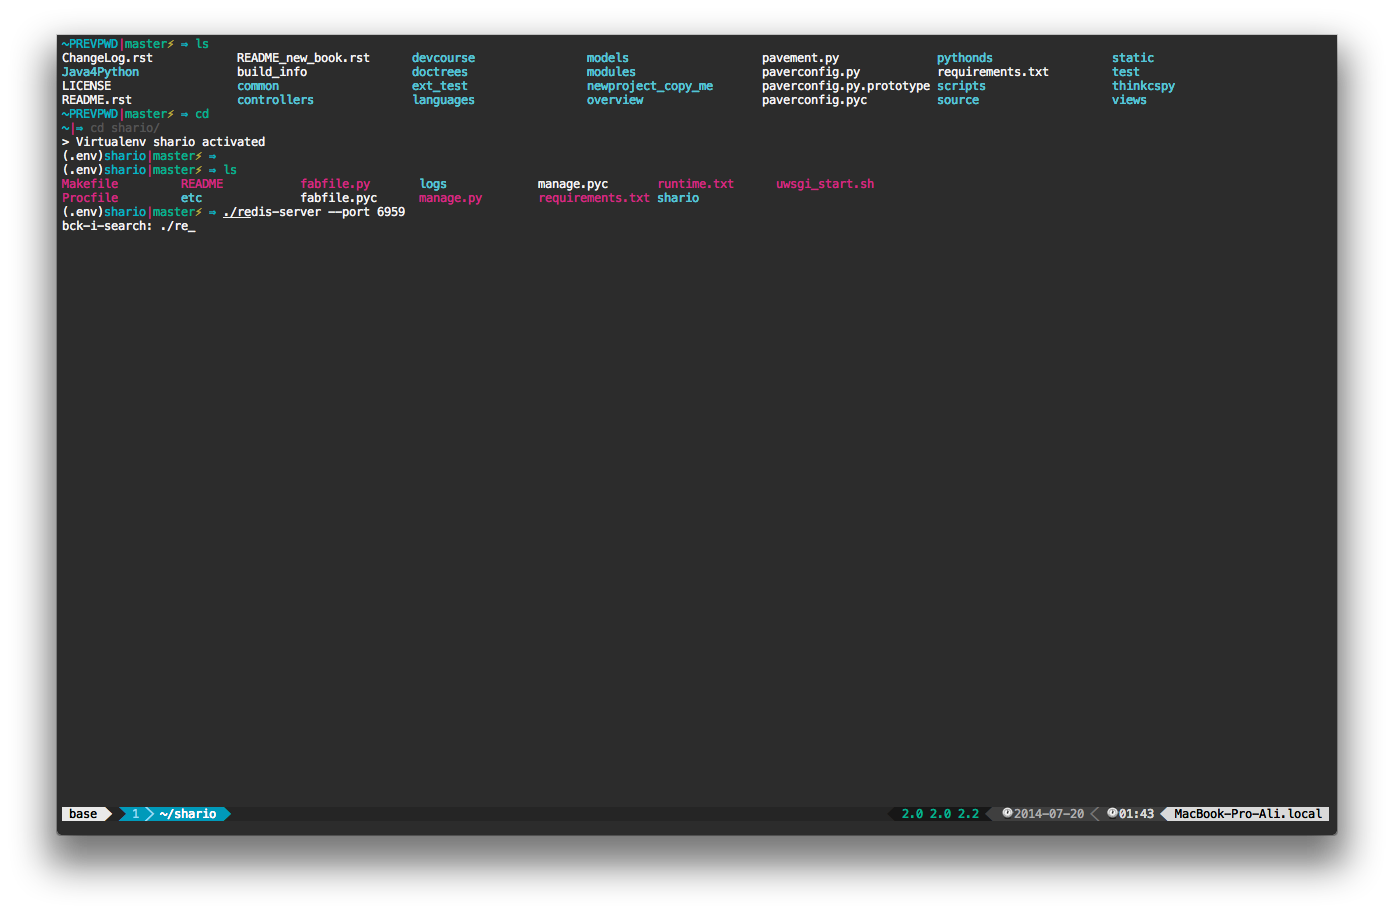 ~PREVPWD|master⚡ ⇒ ls
ChangeLog.rst README_new_book.rst devcourse models pavement.py pythonds static
Java4Python build_info doctrees modules paverconfig.py requirements.txt test
LICENSE common ext_test newproject_copy_me paverconfig.py.prototype scripts thinkcspy
README.rst controllers languages overview paverconfig.pyc source views
~PREVPWD|master⚡ ⇒ cd
~|⇒ cd shario/
> Virtualenv shario activated
(.env)shario|master⚡ ⇒
(.env)shario|master⚡ ⇒ ls
Makefile README fabfile.py logs manage.pyc runtime.txt uwsgi_start.sh
Procfile etc fabfile.pyc manage.py requirements.txt shario
(.env)shario|master⚡ ⇒ ./redis-server --port 6959
bck-i-search: ./re_
base 1 ~/shario 2.0 2.0 2.2 2014-07-20 01:43 MacBook-Pro-Ali.local